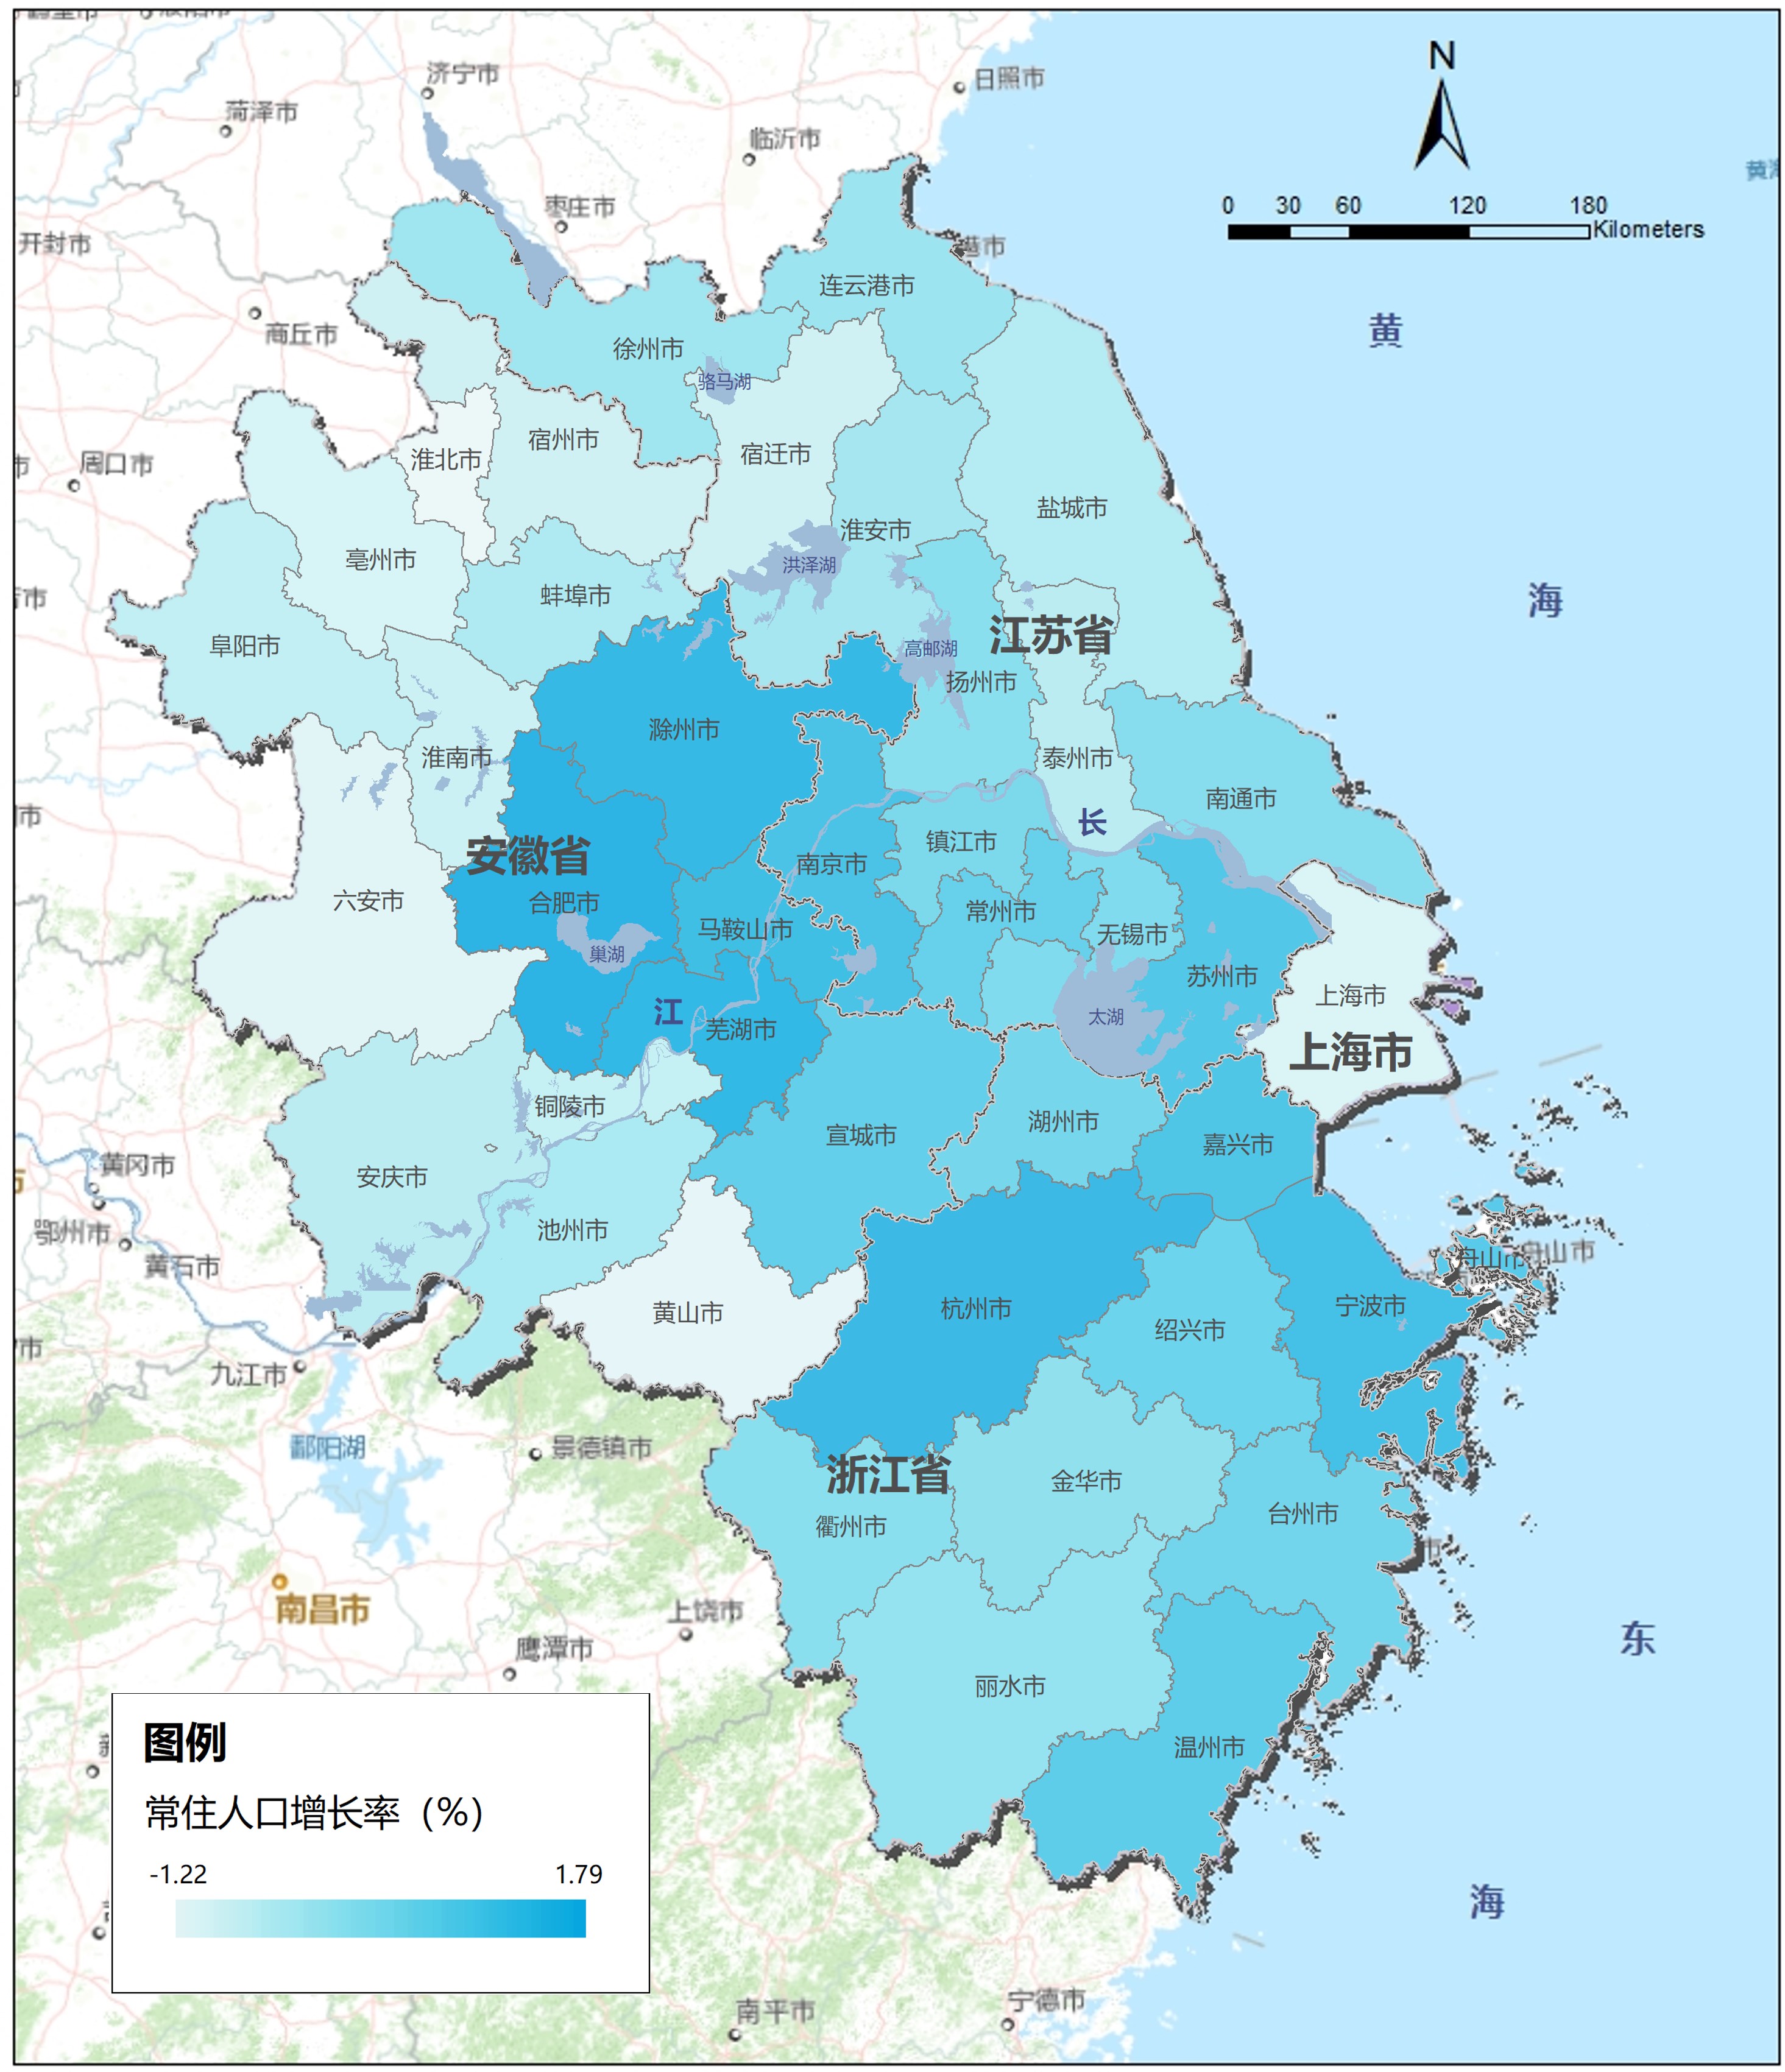 济宁市
菏泽市
日照市
临沂市
N
0 30 60 120 180
Kilometers
枣庄市
开封市
港市
连云港市
商丘市
徐州市
黄
骆马湖
宿州市
淮北市
宿迁市
周口市
盐城市
淮安市
亳州市
洪泽湖
蚌埠市
海
江苏省
阜阳市
高邮湖
扬州市
滁州市
淮南市
泰州市
南通市
长
镇江市
安徽省
南京市
六安市
合肥市
常州市
马鞍山市
无锡市
巢湖
苏州市
上海市
江
太湖
芜湖市
上海市
铜陵市
湖州市
宣城市
嘉兴市
黄冈市
安庆市
池州市
鄂州市
舟山市
舟山市
黄石市
宁波市
杭州市
黄山市
绍兴市
九江市
鄱阳湖
景德镇市
浙江省
金华市
台州市
衢州市
南昌市
上饶市
东
鹰潭市
丽水市
温州市
图例
常住人口增长率（%）
-1.22 1.79
海
南平市
宁德市